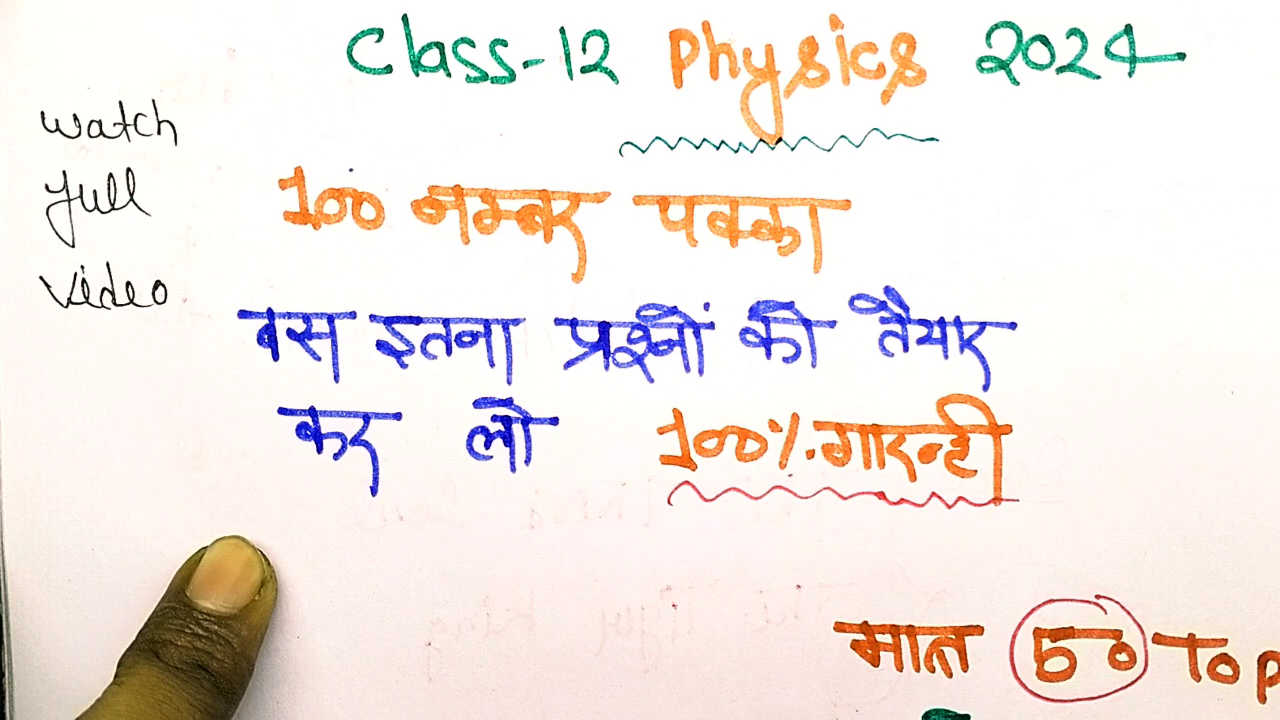 Class-12 Physics 2024
watch
full
video
100 नम्बर पक्का
बस इतना प्रश्नों को तैयार
कर लो 100% गारन्टी
मात्र 50 Top